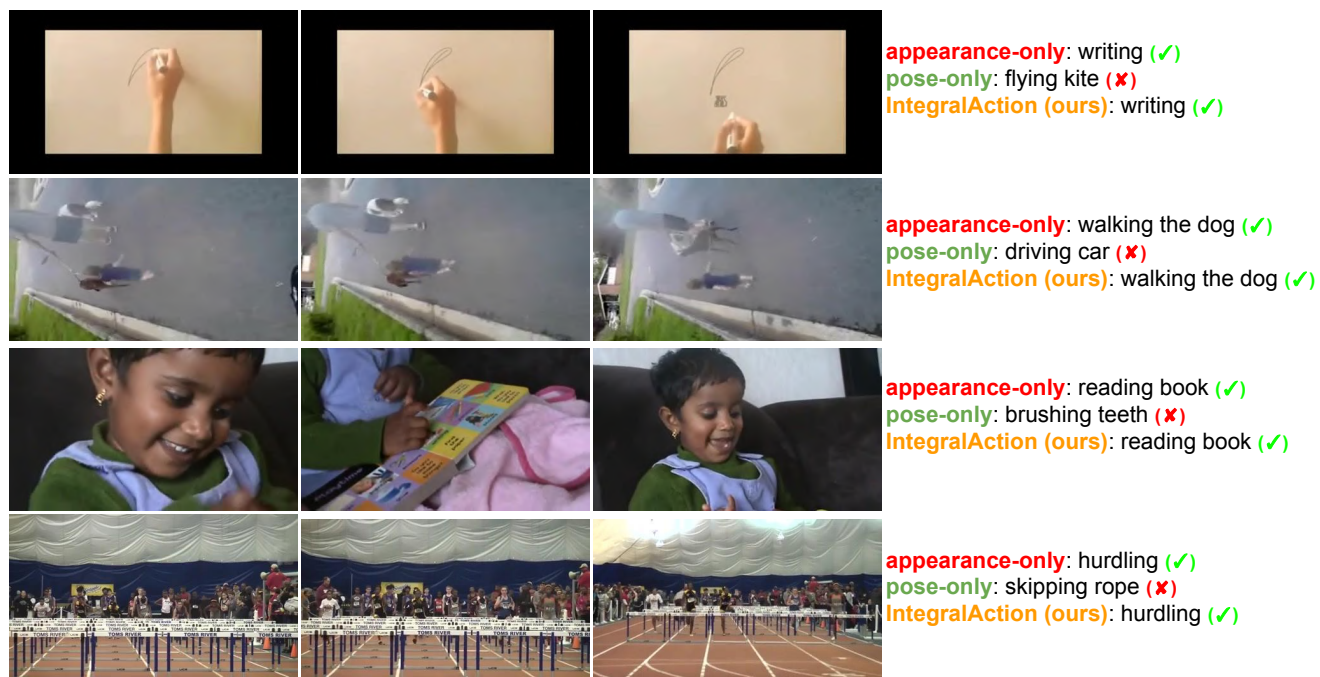 appearance-only: writing (✓)
pose-only: flying kite (✘)
IntegralAction (ours): writing (✓)
appearance-only: walking the dog (✓)
pose-only: driving car (✘)
IntegralAction (ours): walking the dog (✓)
appearance-only: reading book (✓)
pose-only: brushing teeth (✘)
IntegralAction (ours): reading book (✓)
TOMS RIVER
TOMS RIVER
appearance-only: hurdling (✓)
pose-only: skipping rope (✘)
IntegralAction (ours): hurdling (✓)